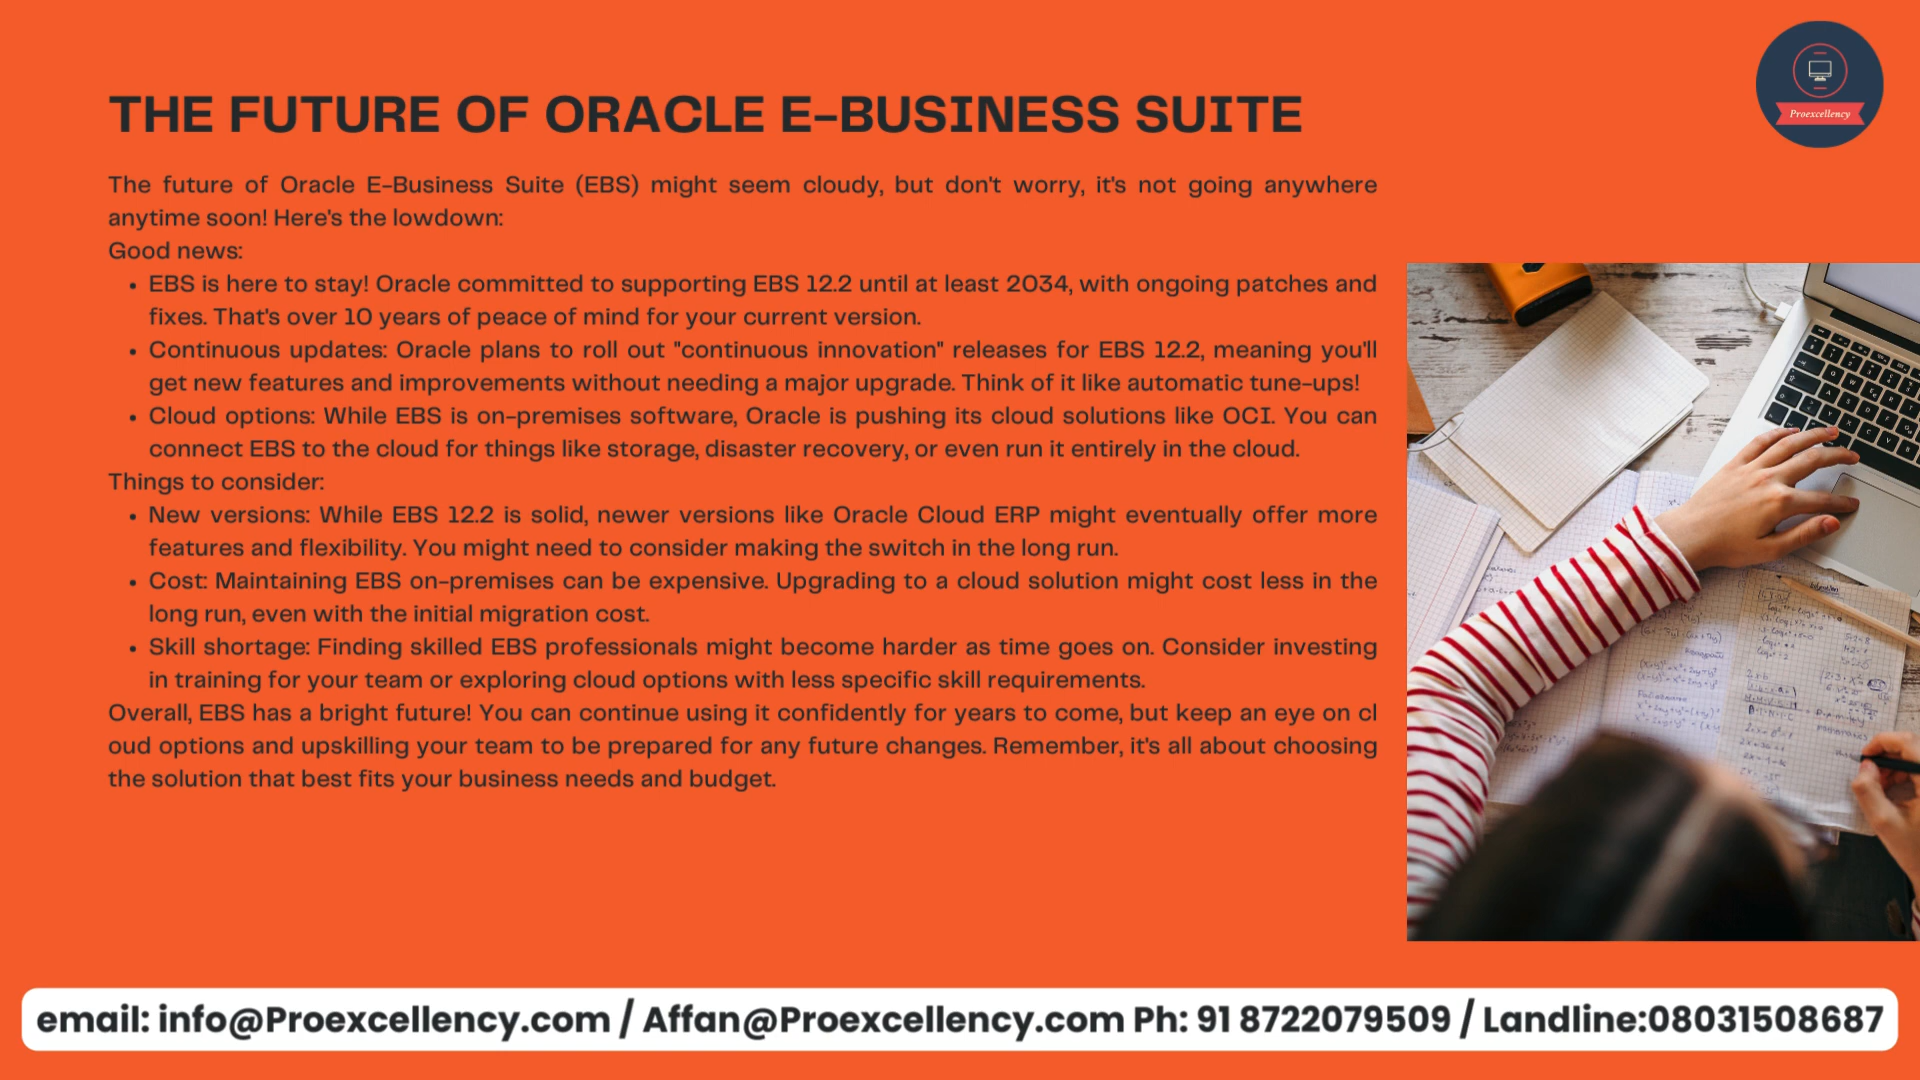 Proexcellency
THE FUTURE OF ORACLE E-BUSINESS SUITE
The future of Oracle E-Business Suite (EBS) might seem cloudy, but don't worry, it's not going anywhere
anytime soon! Here's the lowdown:
Good news:
• EBS is here to stay! Oracle committed to supporting EBS 12.2 until at least 2034, with ongoing patches and
fixes. That's over 10 years of peace of mind for your current version.
• Continuous updates: Oracle plans to roll out "continuous innovation" releases for EBS 12.2, meaning you'll
get new features and improvements without needing a major upgrade. Think of it like automatic tune-ups!
• Cloud options: While EBS is on-premises software, Oracle is pushing its cloud solutions like OCI. You can
connect EBS to the cloud for things like storage, disaster recovery, or even run it entirely in the cloud.
Things to consider:
• New versions: While EBS 12.2 is solid, newer versions like Oracle Cloud ERP might eventually offer more
features and flexibility. You might need to consider making the switch in the long run.
• Cost: Maintaining EBS on-premises can be expensive. Upgrading to a cloud solution might cost less in the
long run, even with the initial migration cost.
• Skill shortage: Finding skilled EBS professionals might become harder as time goes on. Consider investing
in training for your team or exploring cloud options with less specific skill requirements.
Overall, EBS has a bright future! You can continue using it confidently for years to come, but keep an eye on cl
oud options and upskilling your team to be prepared for any future changes. Remember, it's all about choosing
the solution that best fits your business needs and budget.
email: info@Proexcellency.com / Affan@Proexcellency.com Ph: 91 8722079509 / Landline:08031508687